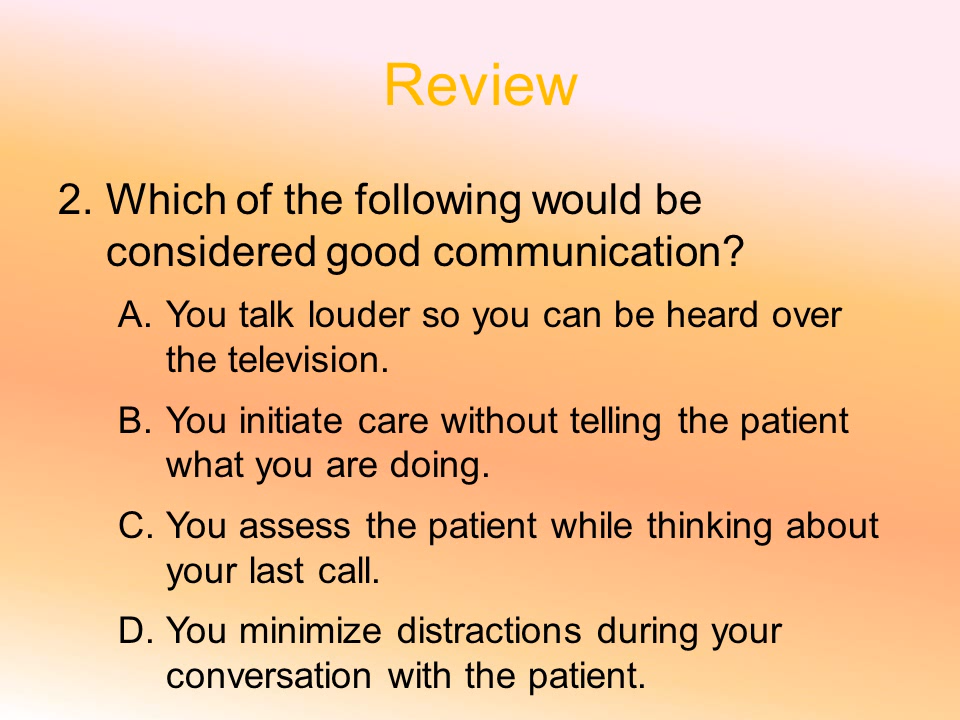 Review
2. Which of the following would be
considered good communication?
A. You talk louder so you can be heard over
the television.
B. You initiate care without telling the patient
what you are doing.
C. You assess the patient while thinking about
your last call.
D. You minimize distractions during your
conversation with the patient.